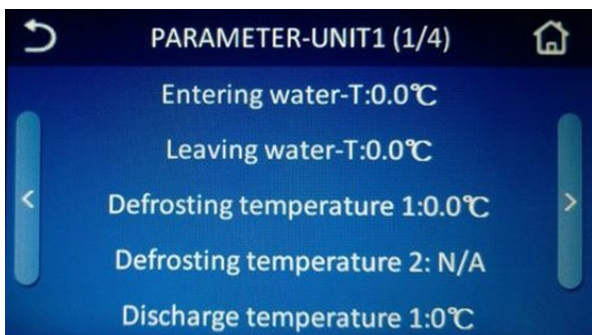 PARAMETER-UNIT1 (1/4)
Entering water-T:0.0℃
Leaving water-T:0.0℃
Defrosting temperature 1:0.0℃
Defrosting temperature 2: N/A
Discharge temperature 1:0℃